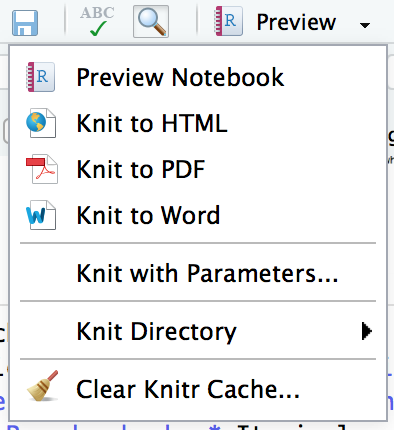 ABC
R Preview
R Preview Notebook
Knit to HTML
Knit to PDF
W Knit to Word
Knit with Parameters...
Knit Directory
Clear Knitr Cache...